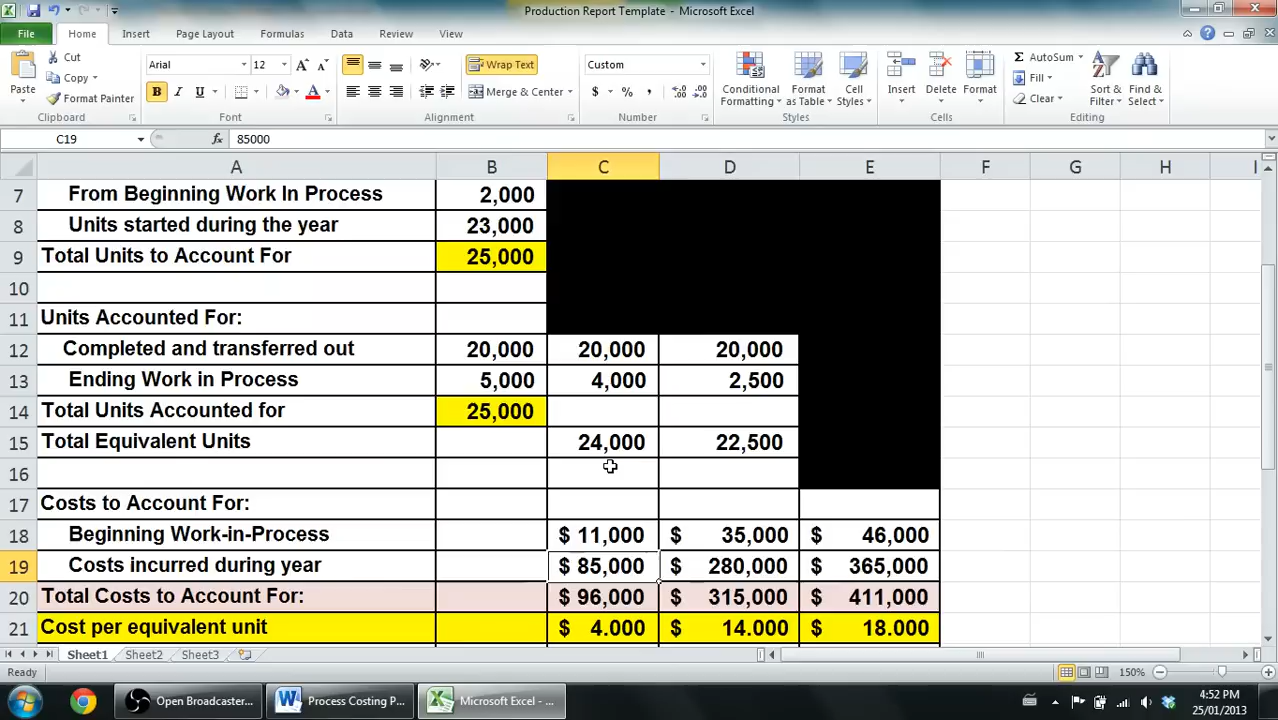 Production Report Template - Microsoft Excel
File Home Insert Page Layout Formulas Data Review View
Cut
Copy
Format Painter
Paste
Clipboard
Arial 12
B I U
Font
Wrap Text
Merge & Center
Alignment
Custom
$ % ,
Number
Conditional Formatting
Format as Table
Cell Styles
Styles
Insert Delete Format
Cells
AutoSum
Fill
Clear
Sort & Filter
Find & Select
Editing
C19 fx 85000
A B C D E F G H I
7 From Beginning Work In Process 2,000
8 Units started during the year 23,000
9 Total Units to Account For 25,000
10
11 Units Accounted For:
12 Completed and transferred out 20,000 20,000 20,000
13 Ending Work in Process 5,000 4,000 2,500
14 Total Units Accounted for 25,000
15 Total Equivalent Units 24,000 22,500
16
17 Costs to Account For:
18 Beginning Work-in-Process $ 11,000 $ 35,000 $ 46,000
19 Costs incurred during year $ 85,000 $ 280,000 $ 365,000
20 Total Costs to Account For: $ 96,000 $ 315,000 $ 411,000
21 Cost per equivalent unit $ 4.000 $ 14.000 $ 18.000
Sheet1 Sheet2 Sheet3
Ready 150%
Open Broadcaster... Process Costing P... Microsoft Excel - ... 4:52 PM
25/01/2013